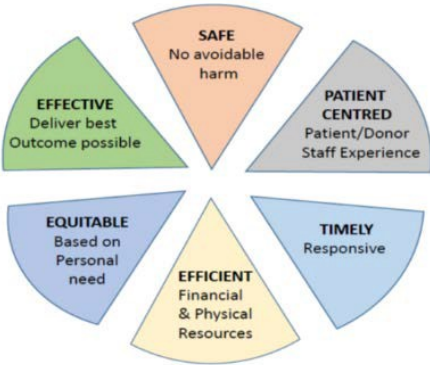 SAFE
No avoidable
harm
PATIENT
CENTRED
Patient/Donor
Staff Experience
TIMELY
Responsive
EFFICIENT
Financial
& Physical
Resources
EQUITABLE
Based on
Personal
need
EFFECTIVE
Deliver best
Outcome possible